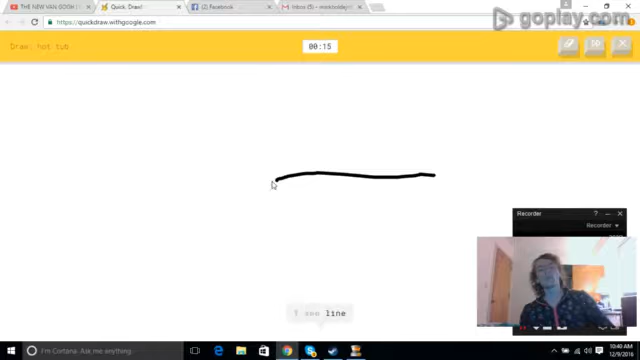 THE NEW VAN GOGH
Quick, Draw!
(2) Facebook
Inbox (5)
goplay.com
https://quickdraw.withgoogle.com
Draw: hot tub
00:15
Recorder
Recorder
I see line
Ask me anything
10:40 AM
12/9/2016